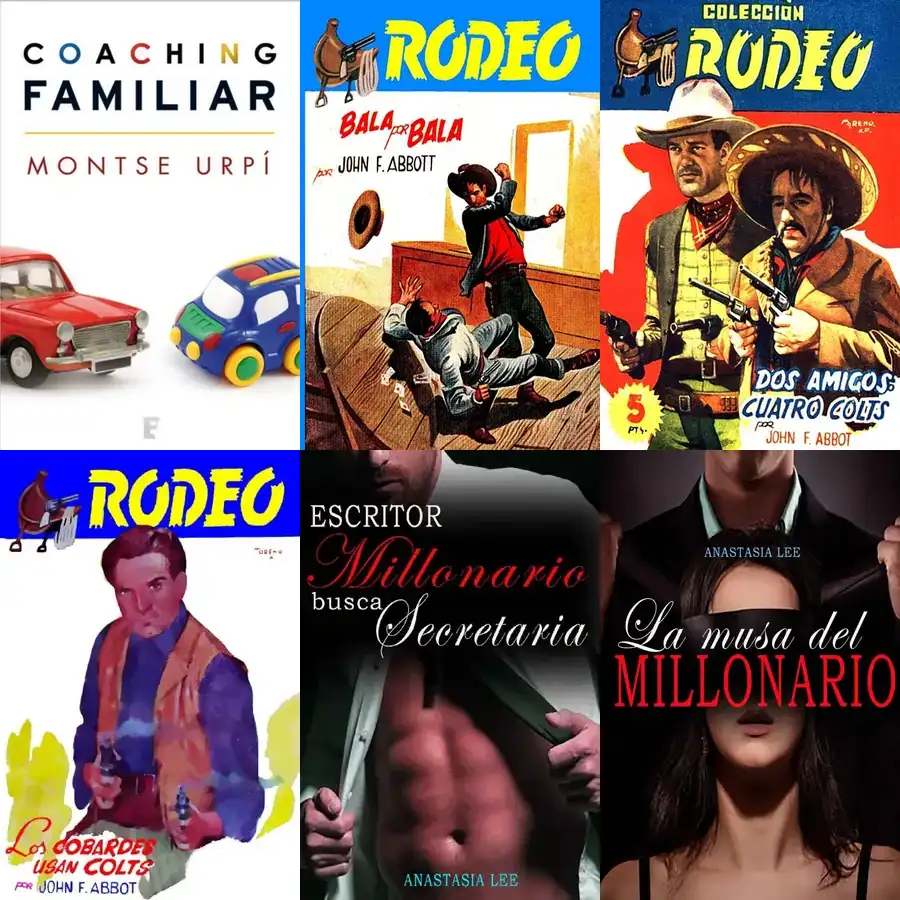 COACHING
FAMILIAR
MONTSE URPÍ
E
RODEO
BALA por BALA
por JOHN F. ABBOTT
COLECCIÓN
RODEO
MORENO
5
PTS.
DOS AMIGOS:
CUATRO COLTS
por
JOHN F. ABBOT
RODEO
MORENO
Los COBARDES
USAN COLTS
POR JOHN F. ABBOT
ESCRITOR
Millonario
busca
Secretaria
ANASTASIA LEE
ANASTASIA LEE
La musa del
MILLONARIO